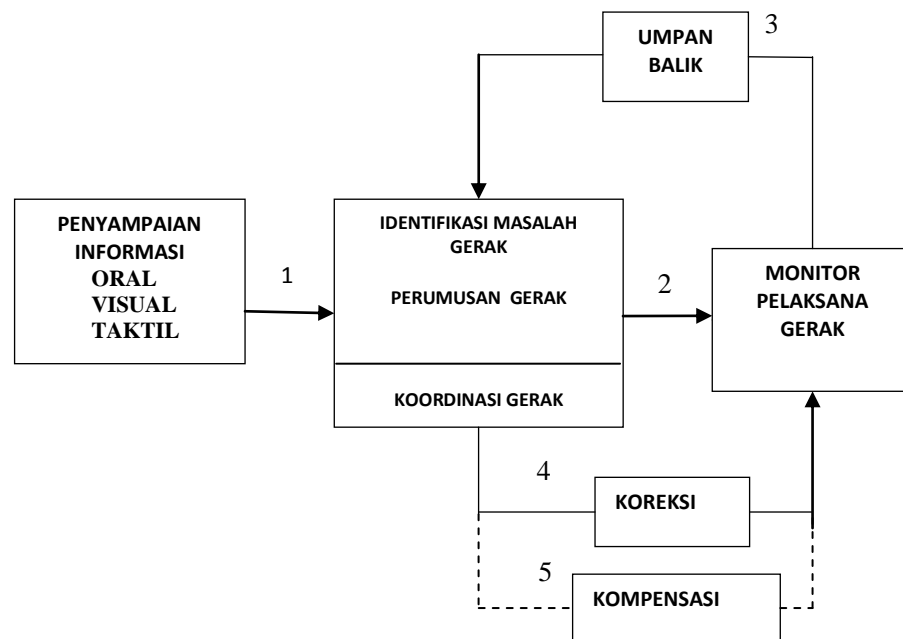 UMPAN
BALIK
3
PENYAMPAIAN
INFORMASI
ORAL
VISUAL
TAKTIL
1
IDENTIFIKASI MASALAH
GERAK
PERUMUSAN GERAK
KOORDINASI GERAK
2
MONITOR
PELAKSANA
GERAK
4
KOREKSI
5
KOMPENSASI